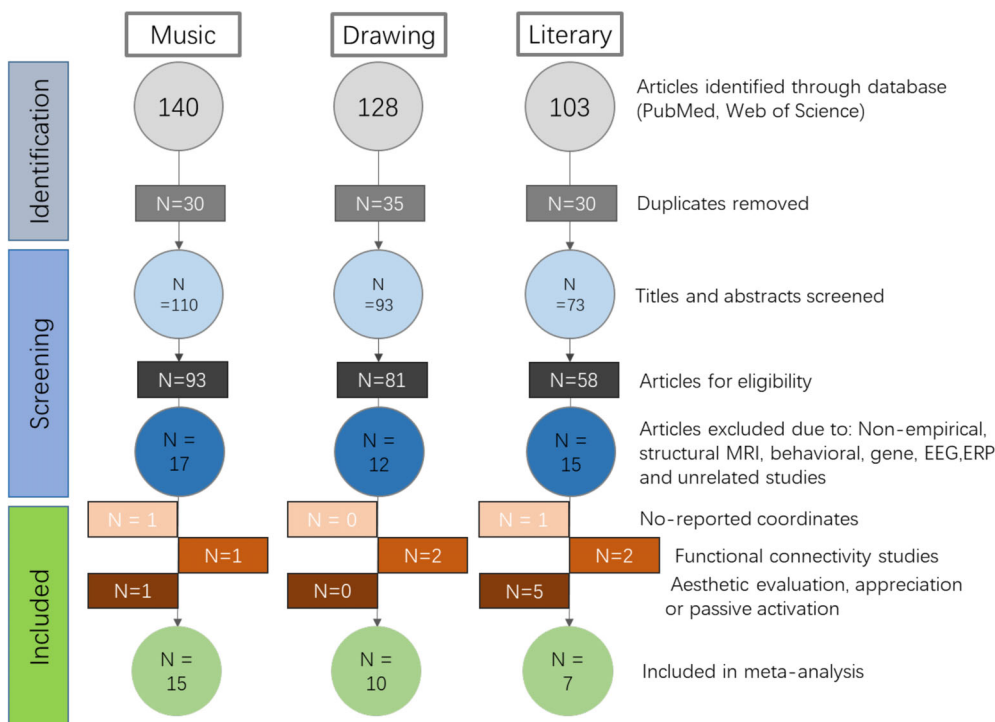 Music
Drawing
Literary
Identification
140
128
103
Articles identified through database
(PubMed, Web of Science)
N=30
N=35
N=30
Duplicates removed
Screening
N
=110
N
=93
N
=73
Titles and abstracts screened
N=93
N=81
N=58
Articles for eligibility
N =
17
N =
12
N =
15
Articles excluded due to: Non-empirical,
structural MRI, behavioral, gene, EEG,ERP
and unrelated studies
Included
N = 1
N = 0
N = 1
No-reported coordinates
N=1
N=2
N=2
Functional connectivity studies
N=1
N=0
N=5
Aesthetic evaluation, appreciation
or passive activation
N =
15
N =
10
N =
7
Included in meta-analysis